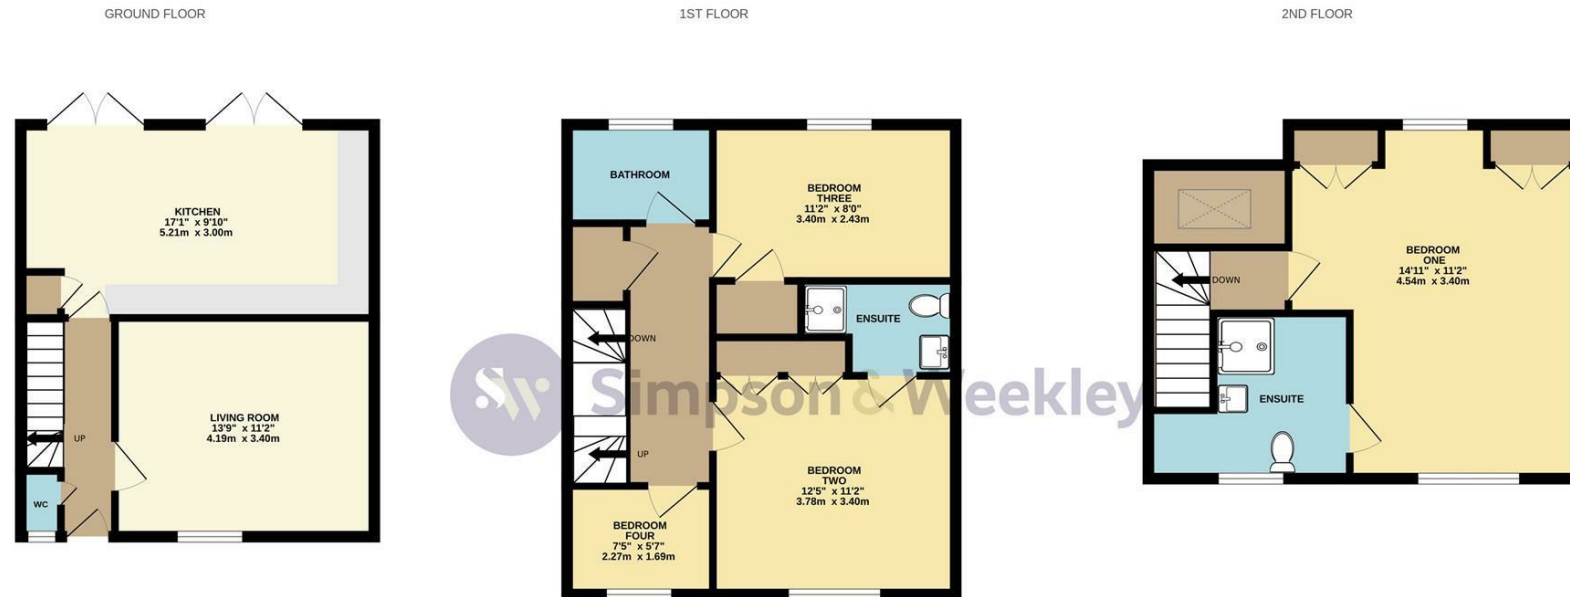 GROUND FLOOR
1ST FLOOR
2ND FLOOR
KITCHEN
17'1" x 9'10"
5.21m x 3.00m
LIVING ROOM
13'9" x 11'2"
4.19m x 3.40m
UP
WC
BATHROOM
BEDROOM
THREE
11'2" x 8'0"
3.40m x 2.43m
ENSUITE
DOWN
UP
BEDROOM
TWO
12'5" x 11'2"
3.78m x 3.40m
BEDROOM
FOUR
7'5" x 5'7"
2.27m x 1.69m
BEDROOM
ONE
14'11" x 11'2"
4.54m x 3.40m
DOWN
ENSUITE
SW Simpson & Weekley